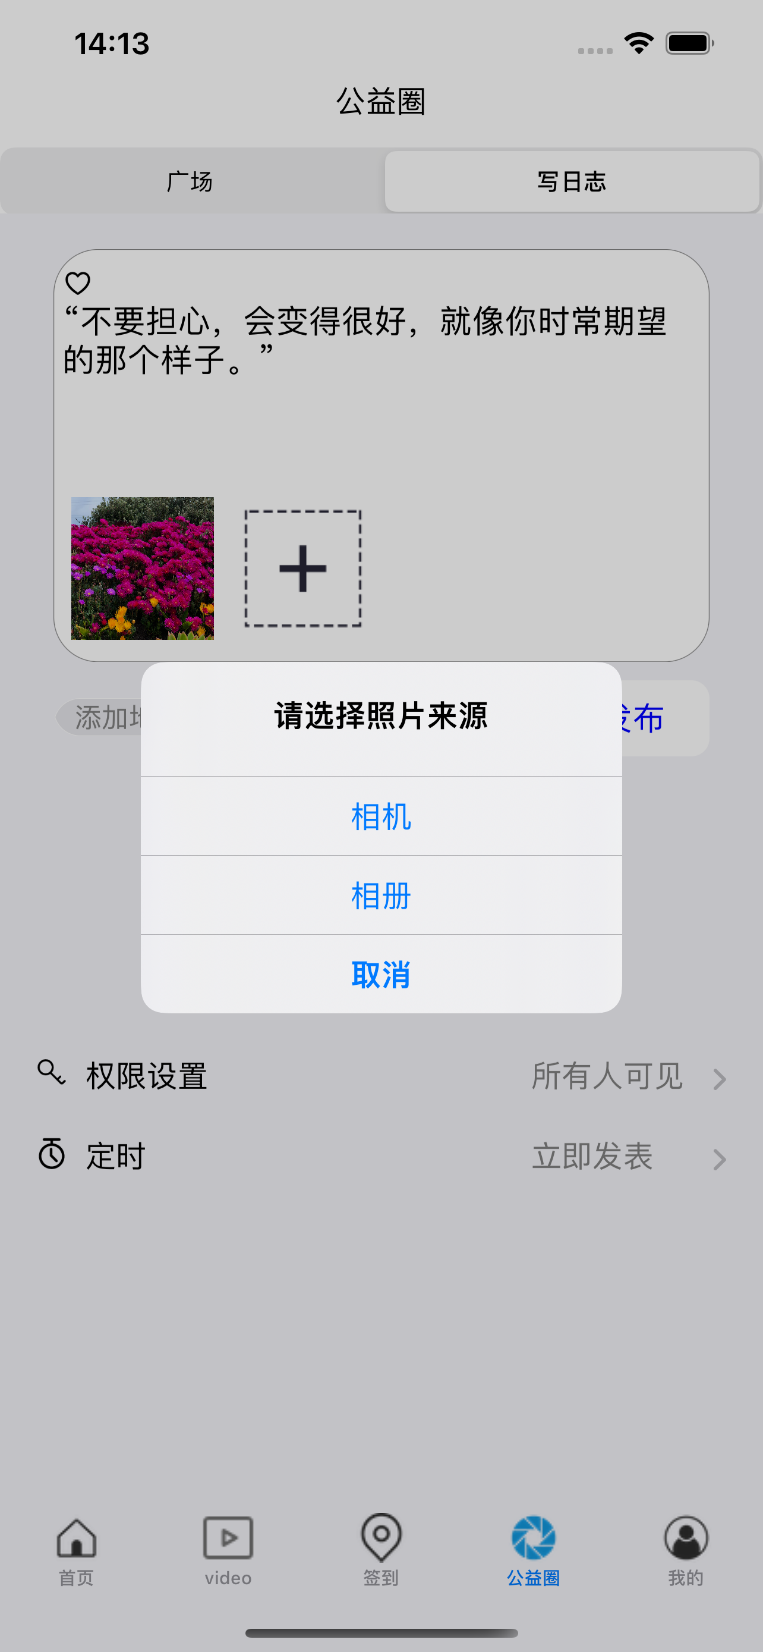 14:13
公益圈
广场
写日志
“不要担心，会变得很好，就像你时常期望
的那个样子。”
添加
布
请选择照片来源
相机
相册
取消
权限设置
所有人可见
定时
立即发表
首页
video
签到
公益圈
我的